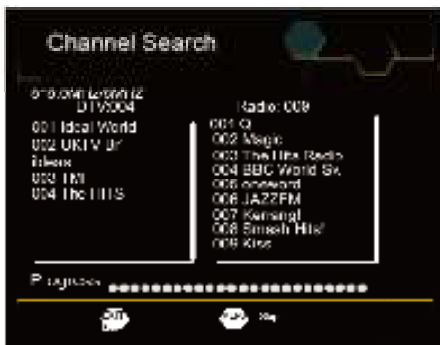 Channel Search
DTV:004
001 Ideal World
002 UKTV Br
ideas
003 TMF
004 The HITS
Radio: 009
001 Q
002 Magic
003 The Hits Radio
004 BBC World Sv.
005 oneword
006 JAZZFM
007 Kerrang!
008 Smash Hits!
009 Kiss
Progress